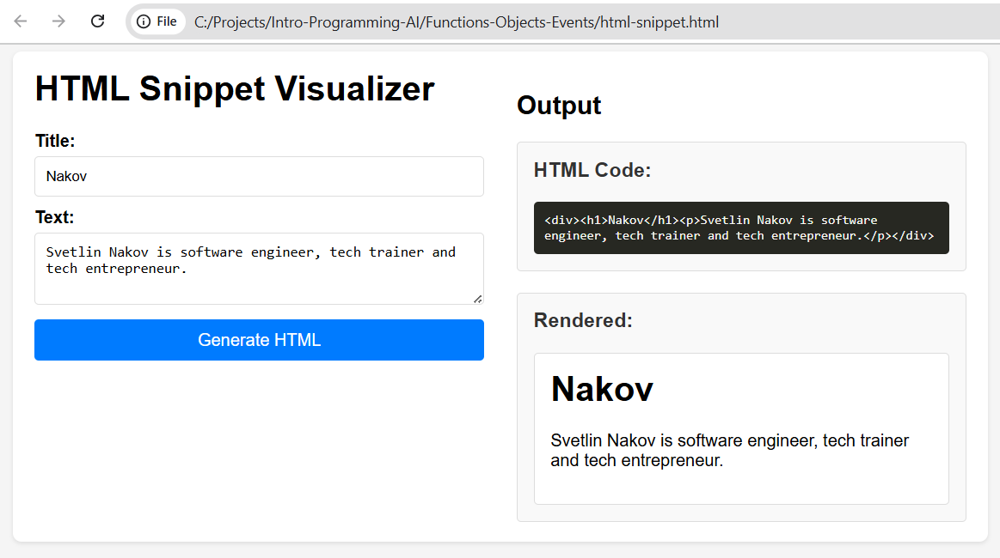 File C:/Projects/Intro-Programming-AI/Functions-Objects-Events/html-snippet.html
HTML Snippet Visualizer
Title:
Nakov
Text:
Svetlin Nakov is software engineer, tech trainer and
tech entrepreneur.
Generate HTML
Output
HTML Code:
<div><h1>Nakov</h1><p>Svetlin Nakov is software
engineer, tech trainer and tech entrepreneur.</p></div>
Rendered:
Nakov
Svetlin Nakov is software engineer, tech trainer
and tech entrepreneur.